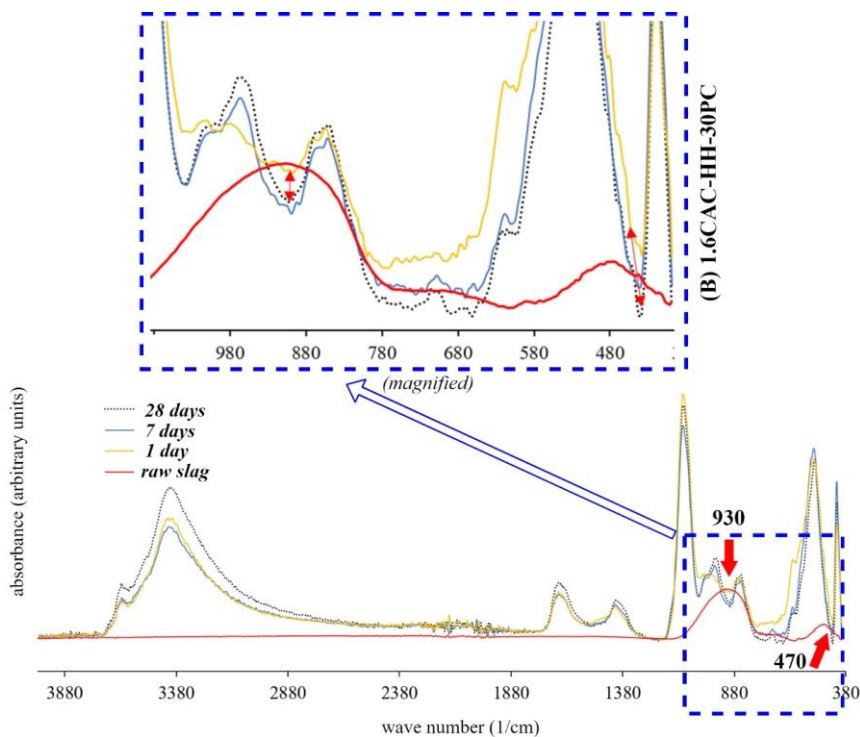 980 880 780 680 580 480
(magnified)
(B) 1.6CAC-HH-30PC
absorbance (arbitrary units)
28 days
7 days
1 day
raw slag
930
470
3880 3380 2880 2380 1880 1380 880 380
wave number (1/cm)